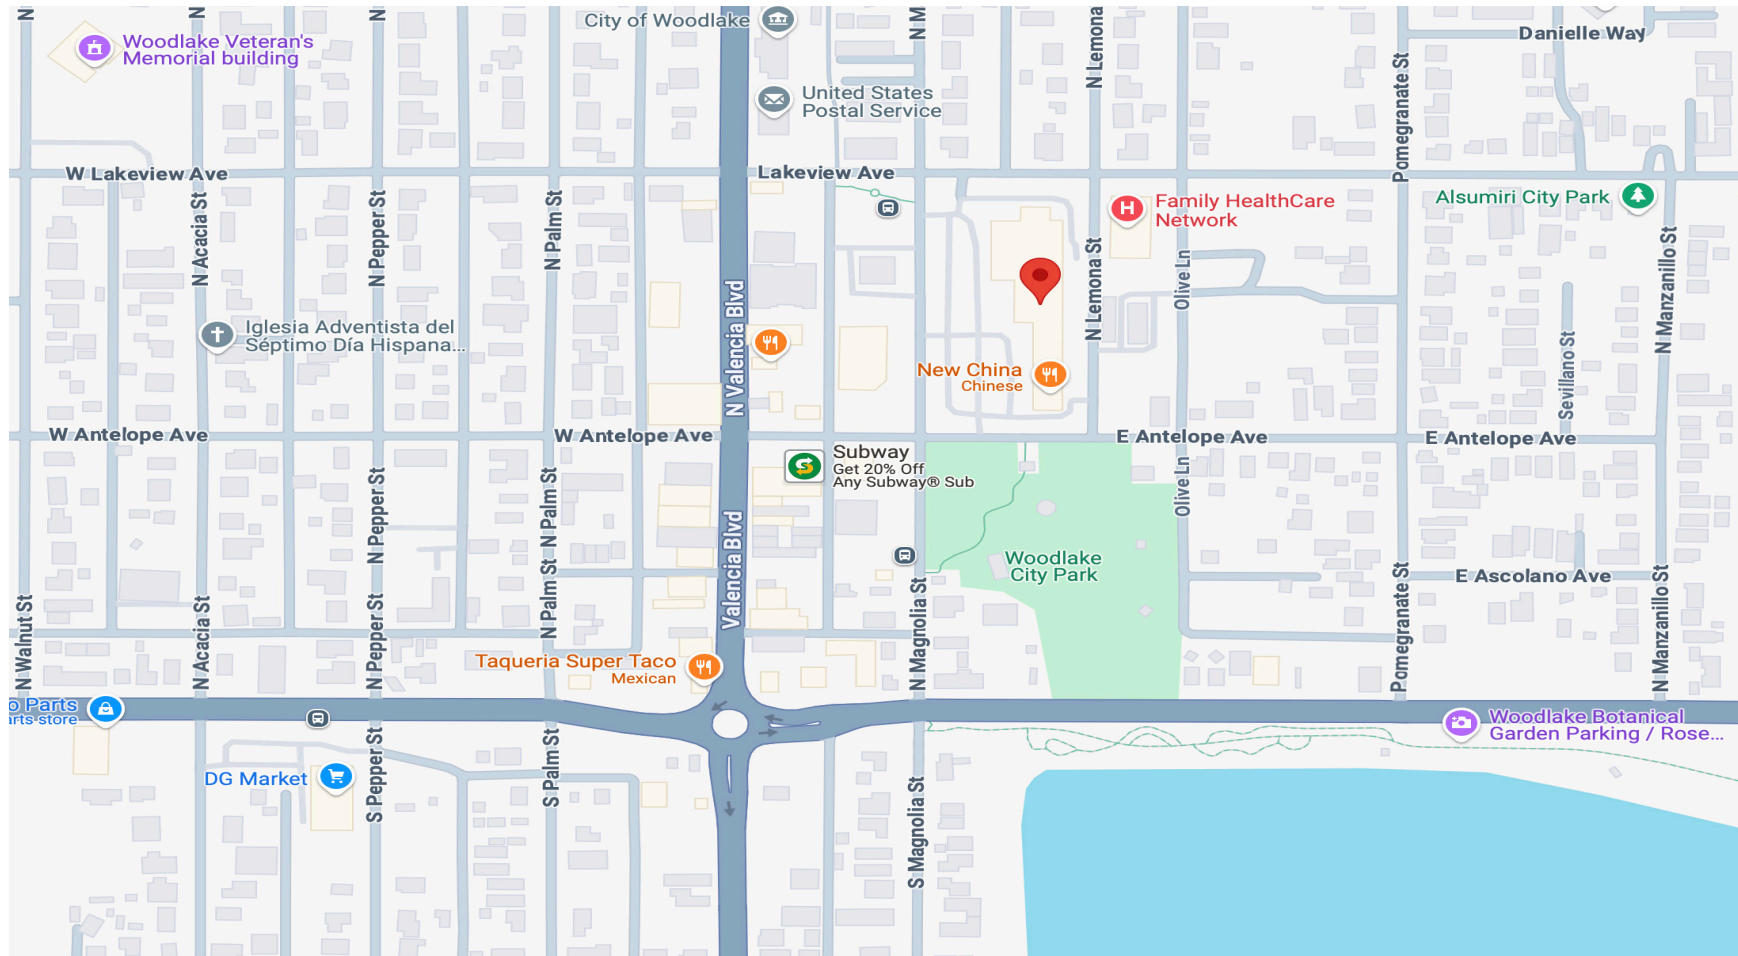 N
N
N
City of Woodlake
N M
N Lemona
Danielle Way
Woodlake Veteran's
Memorial building
United States
Postal Service
Pomegranate St
W Lakeview Ave
Lakeview Ave
N Acacia St
N Pepper St
N Palm St
Family HealthCare
Network
Alsumiri City Park
N Lemona St
Olive Ln
N Manzanillo St
N Valencia Blvd
Iglesia Adventista del
Séptimo Día Hispana...
New China
Chinese
Sevillano St
W Antelope Ave
W Antelope Ave
E Antelope Ave
E Antelope Ave
Subway
Get 20% Off
Any Subway® Sub
N Pepper St
N Palm St
Olive Ln
Valencia Blvd
Woodlake
City Park
E Ascolano Ave
N Walnut St
N Acacia St
N Pepper St
N Palm St
N Magnolia St
Pomegranate St
N Manzanillo St
Taqueria Super Taco
Mexican
o Parts
arts store
Woodlake Botanical
Garden Parking / Rose...
DG Market
S Pepper St
S Palm St
S Magnolia St